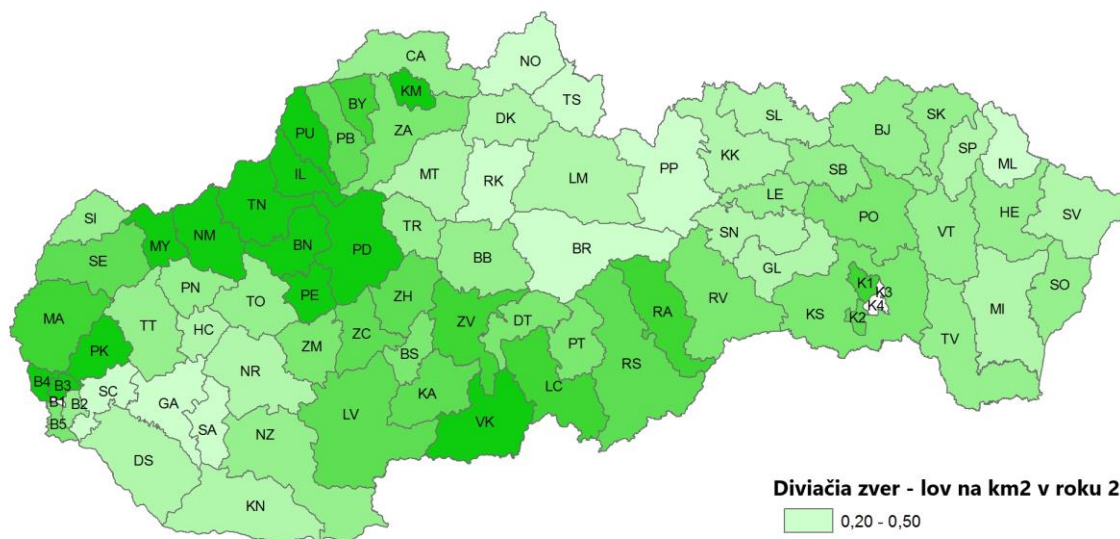 CA
NO
KM
BY
TS
PU
PB
ZA
DK
SL
SK
BJ
SP
ML
IL
MT
RK
LM
PP
KK
SB
TN
LE
SI
TR
PO
HE
SV
MY
NM
BN
PD
BB
BR
SN
VT
SE
GL
PN
TO
PE
ZH
RV
K1
K3
SO
MA
TT
HC
ZV
DT
RA
KS
K4
K2
MI
ZM
ZC
BS
PT
TV
PK
NR
RS
B4
B3
SC
KA
LC
B1
B2
GA
LV
VK
B5
SA
NZ
DS
KN
Diviačia zver - lov na km2 v roku 2
0,20 - 0,50